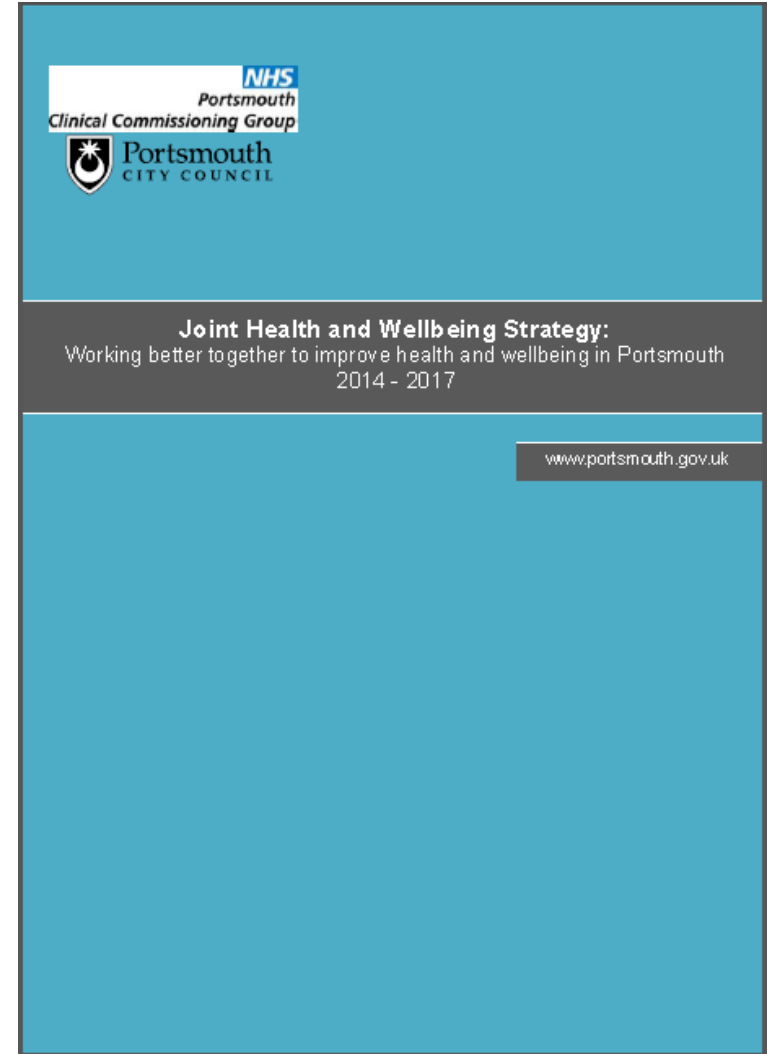 NHS
Portsmouth
Clinical Commissioning Group
Portsmouth
CITY COUNCIL
Joint Health and Wellbeing Strategy:
Working better together to improve health and wellbeing in Portsmouth
2014 - 2017
www.portsmouth.gov.uk